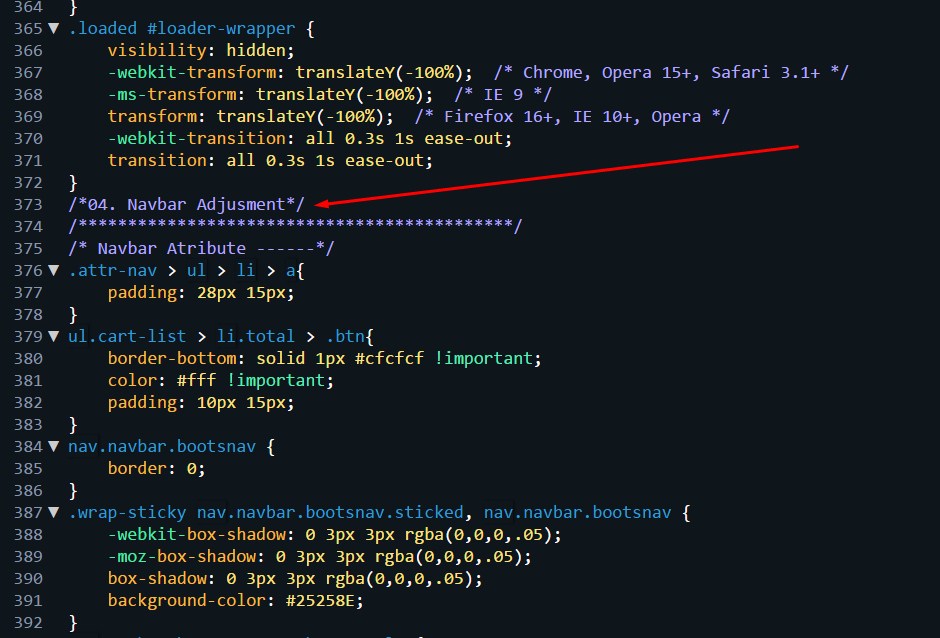 364 }
365 ▼ .loaded #loader-wrapper {
366 visibility: hidden;
367 -webkit-transform: translateY(-100%); /* Chrome, Opera 15+, Safari 3.1+ */
368 -ms-transform: translateY(-100%); /* IE 9 */
369 transform: translateY(-100%); /* Firefox 16+, IE 10+, Opera */
370 -webkit-transition: all 0.3s 1s ease-out;
371 transition: all 0.3s 1s ease-out;
372 }
373 /*04. Navbar Adjusment*/
374 /********************************************/
375 /* Navbar Atribute ------*/
376 ▼ .attr-nav > ul > li > a{
377 padding: 28px 15px;
378 }
379 ▼ ul.cart-list > li.total > .btn{
380 border-bottom: solid 1px #cfcfcf !important;
381 color: #fff !important;
382 padding: 10px 15px;
383 }
384 ▼ nav.navbar.bootsnav {
385 border: 0;
386 }
387 ▼ .wrap-sticky nav.navbar.bootsnav.sticked, nav.navbar.bootsnav {
388 -webkit-box-shadow: 0 3px 3px rgba(0,0,0,.05);
389 -moz-box-shadow: 0 3px 3px rgba(0,0,0,.05);
390 box-shadow: 0 3px 3px rgba(0,0,0,.05);
391 background-color: #25258E;
392 }